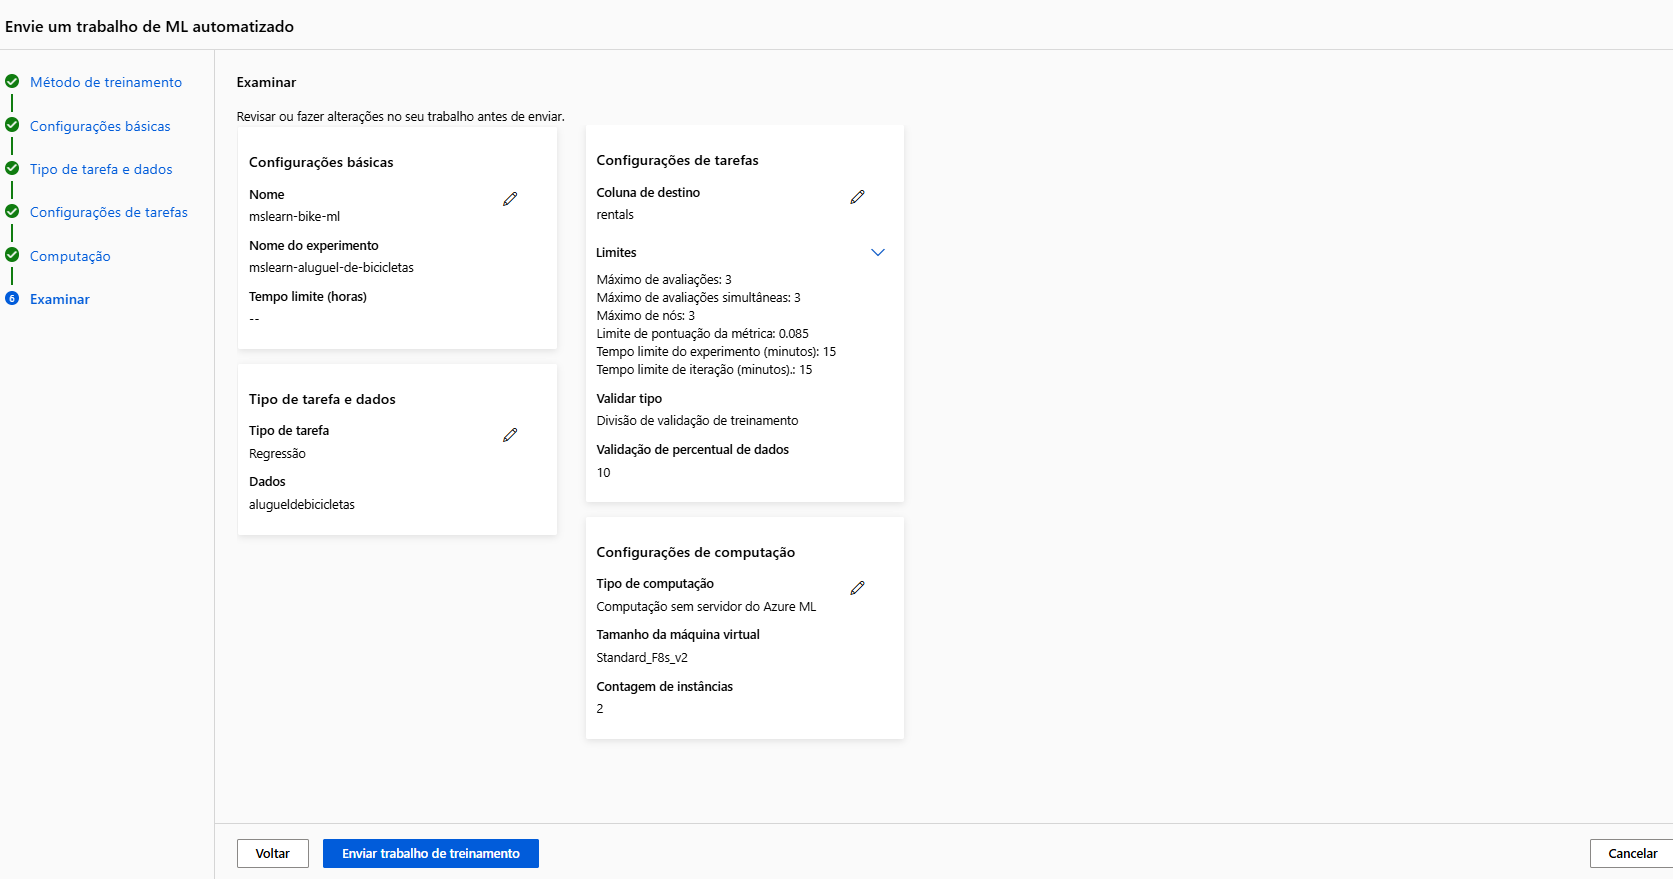 Envie um trabalho de ML automatizado
Método de treinamento
Configurações básicas
Tipo de tarefa e dados
Configurações de tarefas
Computação
6
Examinar
Examinar
Revisar ou fazer alterações no seu trabalho antes de enviar.
Configurações básicas
Nome
mslearn-bike-ml
Nome do experimento
mslearn-aluguel-de-bicicletas
Tempo limite (horas)
--
Tipo de tarefa e dados
Tipo de tarefa
Regressão
Dados
alugueldebicicletas
Configurações de tarefas
Coluna de destino
rentals
Limites
Máximo de avaliações: 3
Máximo de avaliações simultâneas: 3
Máximo de nós: 3
Limite de pontuação da métrica: 0.085
Tempo limite do experimento (minutos): 15
Tempo limite de iteração (minutos).: 15
Validar tipo
Divisão de validação de treinamento
Validação de percentual de dados
10
Configurações de computação
Tipo de computação
Computação sem servidor do Azure ML
Tamanho da máquina virtual
Standard_F8s_v2
Contagem de instâncias
2
Voltar
Enviar trabalho de treinamento
Cancelar